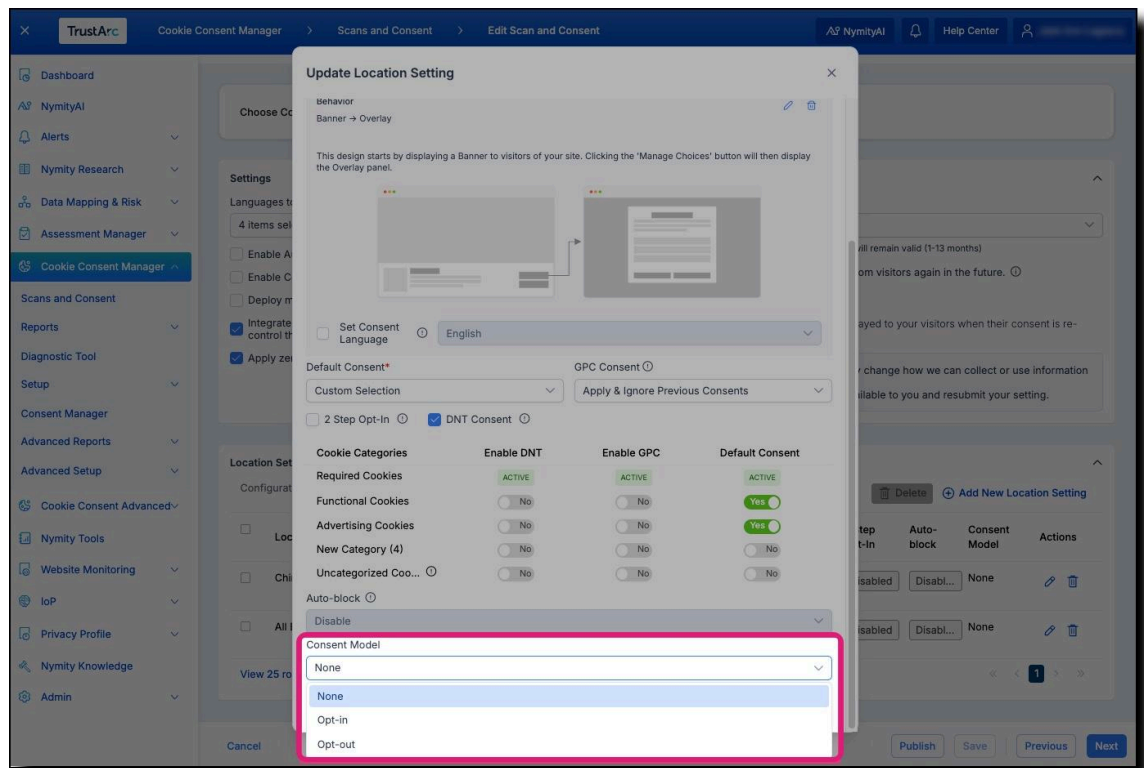 TrustArc
Cookie Consent Manager > Scans and Consent > Edit Scan and Consent
NymityAI
Help Center
Dashboard
NymityAI
Alerts
Nymity Research
Data Mapping & Risk
Assessment Manager
Cookie Consent Manager
Scans and Consent
Reports
Diagnostic Tool
Setup
Consent Manager
Advanced Reports
Advanced Setup
Cookie Consent Advanced
Nymity Tools
Website Monitoring
IoP
Privacy Profile
Nymity Knowledge
Admin
Choose Co
Settings
Languages to
4 items sel
Enable A
Enable C
Deploy m
Integrate
control th
Apply ze
Location Set
Configurat
Loc
Chi
All
View 25 ro
Cancel
Update Location Setting
Behavior
Banner → Overlay
This design starts by displaying a Banner to visitors of your site. Clicking the 'Manage Choices' button will then display
the Overlay panel.
Set Consent
Language
English
Default Consent*
GPC Consent
Custom Selection
Apply & Ignore Previous Consents
2 Step Opt-In
DNT Consent
Cookie Categories Enable DNT Enable GPC Default Consent
Required Cookies ACTIVE ACTIVE ACTIVE
Functional Cookies No No Yes
Advertising Cookies No No Yes
New Category (4) No No No
Uncategorized Coo... No No No
Auto-block
Disable
Consent Model
None
None
Opt-in
Opt-out
will remain valid (1-13 months)
om visitors again in the future.
ayed to your visitors when their consent is re-
change how we can collect or use information
ilable to you and resubmit your setting.
Delete
Add New Location Setting
tep
t-In
Auto-
block
Consent
Model
Actions
isabled Disabl... None
isabled Disabl... None
« < 1 > »
Publish
Save
Previous
Next